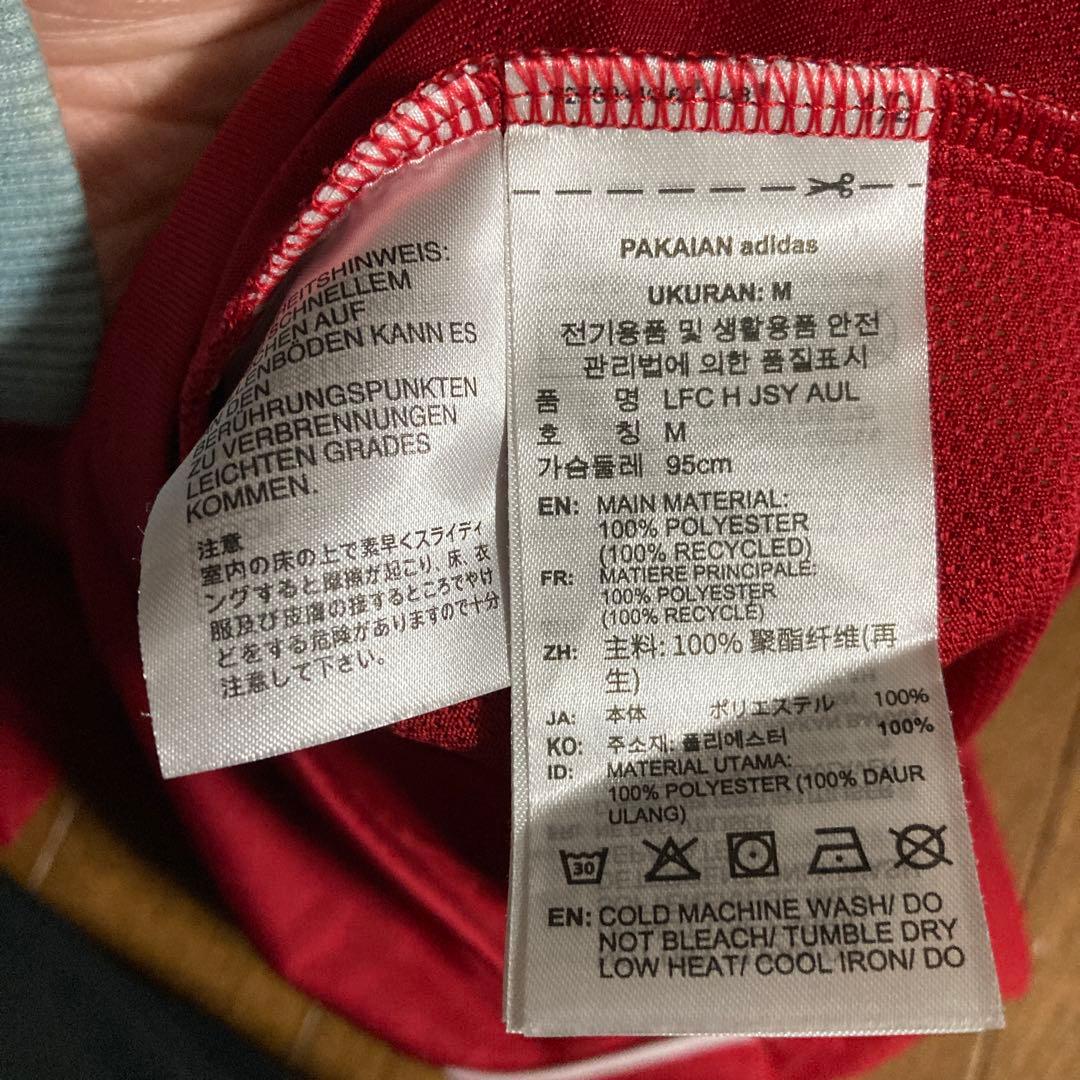 EITSHINWEIS:
SCHNELLEM
HEN AUF
ENBÖDEN KANN ES
DEN
BERÜHRUNGSPUNKTEN
ZU VERBRENNUNGEN
LEICHTEN GRADES
KOMMEN.
注意
室内の床の上で素早くスライディ
ングすると摩擦が起こり、床、衣
服及び皮膚の接するところでやけ
どをする危険がありますので十分
注意して下さい。
PAKAIAN adidas
UKURAN: M
전기용품 및 생활용품 안전
관리법에 의한 품질표시
품 명 LFC H JSY AUL
호 칭 M
가슴둘레 95cm
EN: MAIN MATERIAL:
100% POLYESTER
(100% RECYCLED)
FR: MATIERE PRINCIPALE:
100% POLYESTER
(100% RECYCLÉ)
ZH: 主料: 100% 聚酯纤维(再
生)
JA: 本体 ポリエステル 100%
KO: 주소재: 폴리에스터 100%
ID: MATERIAL UTAMA:
100% POLYESTER (100% DAUR
ULANG)
30
EN: COLD MACHINE WASH/ DO
NOT BLEACH/ TUMBLE DRY
LOW HEAT/ COOL IRON/ DO